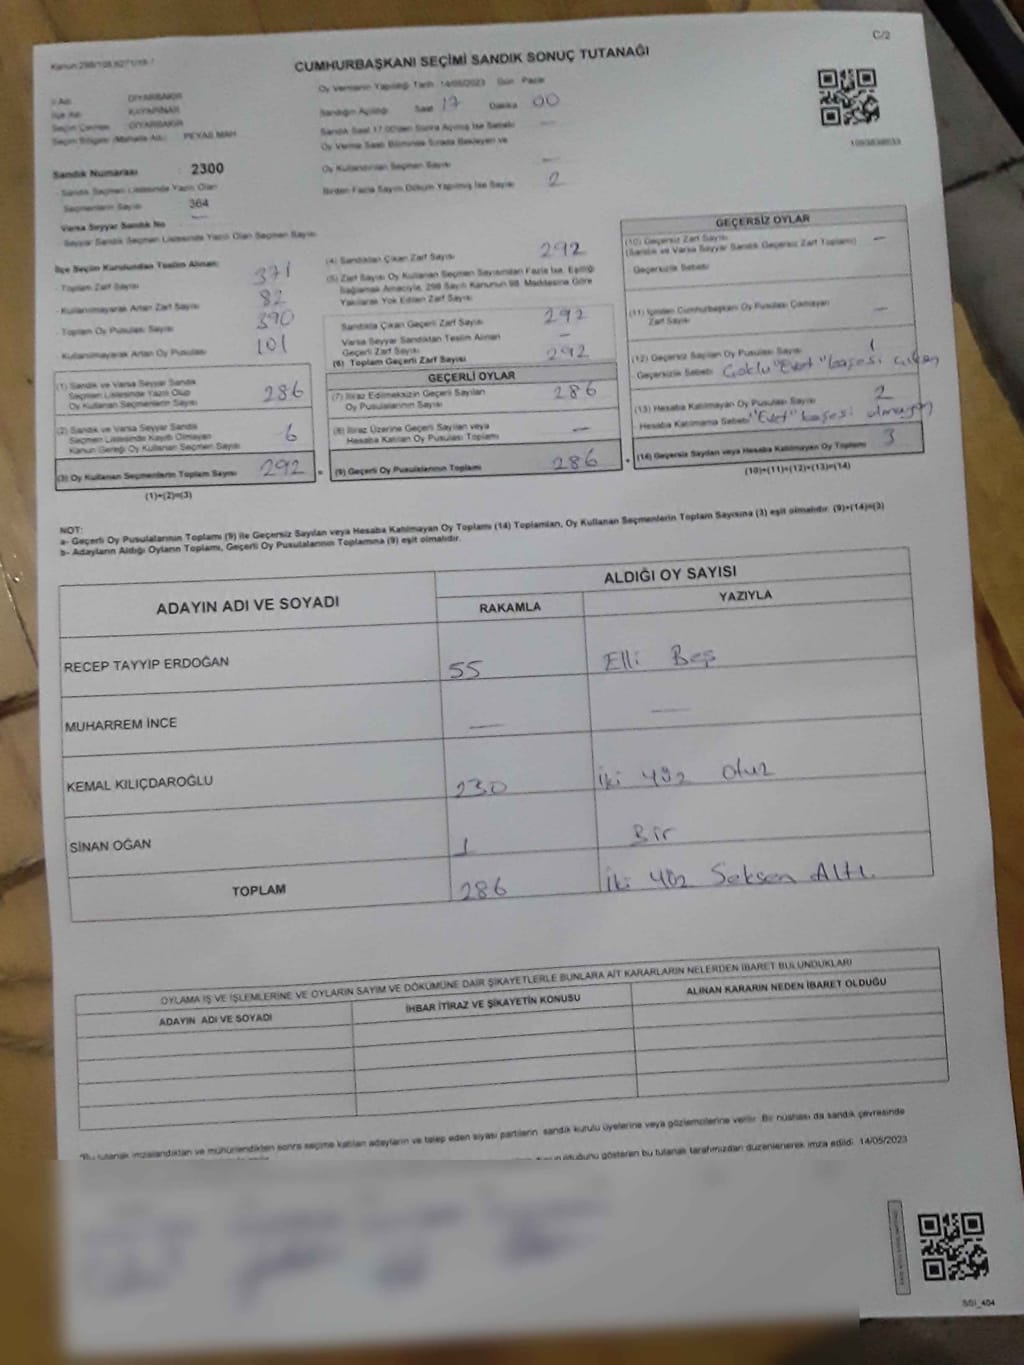 C/2
CUMHURBAŞKANI SEÇİMİ SANDIK SONUÇ TUTANAĞI
Oy Vermenin Yapıldığı Tarih 14/05/2023 Gün Pazar
Sandığın Açıldığı Saat 17 Dakika 00
Sandık Saat 17.00'den Sonra Açılmış İse Sebebi —
Oy Verme Saati Bitiminde Sırada Bekleyen ve
Oy Kullandırılan Seçmen Sayısı —
Birden Fazla Sayım Döküm Yapılmış İse Sayısı 2
İl Adı DİYARBAKIR
İlçe Adı KAYAPINAR
Seçim Çevresi DİYARBAKIR
Seçim Bölgesi (Mahalle Adı) PEYAS MAH
Sandık Numarası 2300
Sandık Seçmen Listesinde Yazılı Olan
Seçmenlerin Sayısı 364
Varsa Seyyar Sandık No —
Seyyar Sandık Seçmen Listesinde Yazılı Olan Seçmen Sayısı
İlçe Seçim Kurulundan Teslim Alınan:
- Toplam Zarf Sayısı 371
- Kullanılmayarak Artan Zarf Sayısı 82
- Toplam Oy Pusulası Sayısı 390
- Kullanılmayarak Artan Oy Pusulası 101
(1) Sandık ve Varsa Seyyar Sandık
Seçmen Listesinde Yazılı Olup
Oy Kullanan Seçmenlerin Sayısı 286
(2) Sandık ve Varsa Seyyar Sandık
Seçmen Listesinde Kayıtlı Olmayan
Kanun Gereği Oy Kullanan Seçmen Sayısı 6
(3) Oy Kullanan Seçmenlerin Toplam Sayısı 292
(1)+(2)=(3)
(4) Sandıktan Çıkan Zarf Sayısı 292
(5) Zarf Sayısı Oy Kullanan Seçmen Sayısından Fazla İse, Eşitliği
Sağlamak Amacıyla, 298 Sayılı Kanunun 98. Maddesine Göre
Yakılarak Yok Edilen Zarf Sayısı
Sandıkta Çıkan Geçerli Zarf Sayısı 292
Varsa Seyyar Sandıktan Teslim Alınan
Geçerli Zarf Sayısı —
(6) Toplam Geçerli Zarf Sayısı 292
GEÇERLİ OYLAR
(7) İtiraz Edilmeksizin Geçerli Sayılan
Oy Pusulalarının Sayısı 286
(8) İtiraz Üzerine Geçerli Sayılan veya
Hesaba Katılan Oy Pusulası Toplamı —
(9) Geçerli Oy Pusulalarının Toplamı 286
GEÇERSİZ OYLAR
(10) Geçersiz Zarf Sayısı —
(Sandık ve Varsa Seyyar Sandık Geçersiz Zarf Toplamı)
Geçersizlik Sebebi
(11) İçinden Cumhurbaşkanı Oy Pusulası Çıkmayan
Zarf Sayısı —
(12) Geçersiz Sayılan Oy Pusulası Sayısı 1
Geçersizlik Sebebi Çoklu "Evet"
(13) Hesaba Katılmayan Oy Pusulası Sayısı 2
Hesaba Katılmama Sebebi "Evet"
(14) Geçersiz Sayılan veya Hesaba Katılmayan Oy Toplamı 3
(10)+(11)+(12)+(13)=(14)
NOT:
a- Geçerli Oy Pusulalarının Toplamı (9) ile Geçersiz Sayılan veya Hesaba Katılmayan Oy Toplamı (14) Toplamları, Oy Kullanan Seçmenlerin Toplam Sayısına (3) eşit olmalıdır. (9)+(14)=(3)
b- Adayların Aldığı Oyların Toplamı, Geçerli Oy Pusulalarının Toplamına (9) eşit olmalıdır.
ADAYIN ADI VE SOYADI
ALDIĞI OY SAYISI
RAKAMLA YAZIYLA
RECEP TAYYİP ERDOĞAN 55 Elli Beş
MUHARREM İNCE — —
KEMAL KILIÇDAROĞLU 230 İki yüz Otuz
SİNAN OĞAN 1 Bir
TOPLAM 286 İki yüz Seksen Altı
OYLAMA İŞ VE İŞLEMLERİNE VE OYLARIN SAYIM VE DÖKÜMÜNE DAİR ŞİKAYETLERLE BUNLARA AİT KARARLARIN NELERDEN İBARET BULUNDUKLARI
ADAYIN ADI VE SOYADI İHBAR İTİRAZ VE ŞİKAYETİN KONUSU ALINAN KARARIN NEDEN İBARET OLDUĞU
"Bu tutanak imzalandıktan ve mühürlendikten sonra seçime katılan adayların ve talep eden siyasi partilerin sandık kurulu üyelerine veya gözlemcilerine verilir. Bir nüshası da sandık çevresinde
olduğunu gösteren bu tutanak tarafımızdan düzenlenerek imza edildi. 14/05/2023